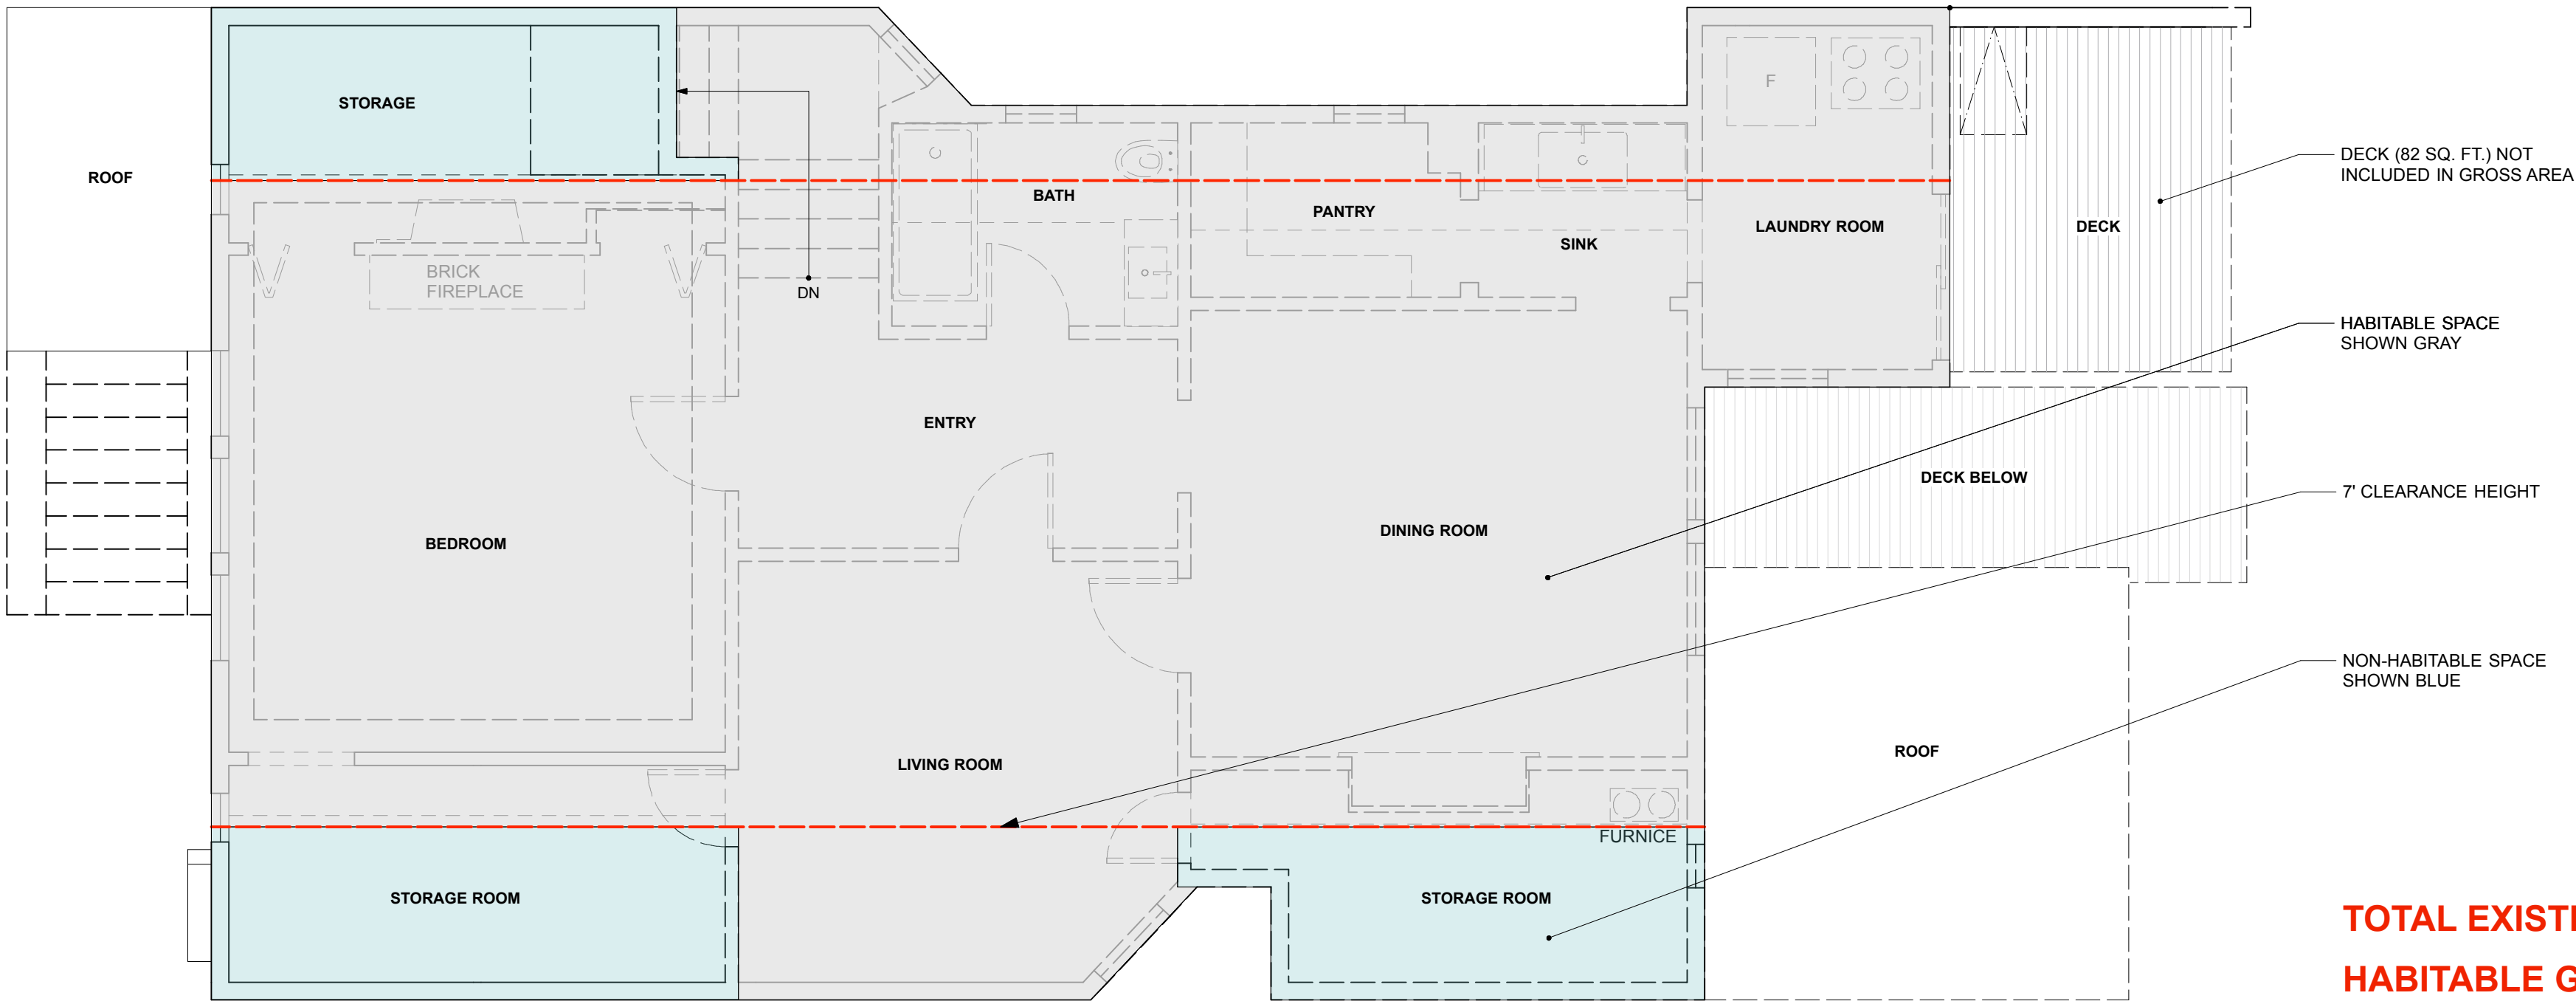 STORAGE
ROOF
BRICK
FIREPLACE
DN
BATH
PANTRY
SINK
F
LAUNDRY ROOM
DECK
DECK (82 SQ. FT.) NOT
INCLUDED IN GROSS AREA
HABITABLE SPACE
SHOWN GRAY
ENTRY
DECK BELOW
7' CLEARANCE HEIGHT
BEDROOM
DINING ROOM
NON-HABITABLE SPACE
SHOWN BLUE
LIVING ROOM
ROOF
FURNICE
STORAGE ROOM
STORAGE ROOM
TOTAL
HABITABLE